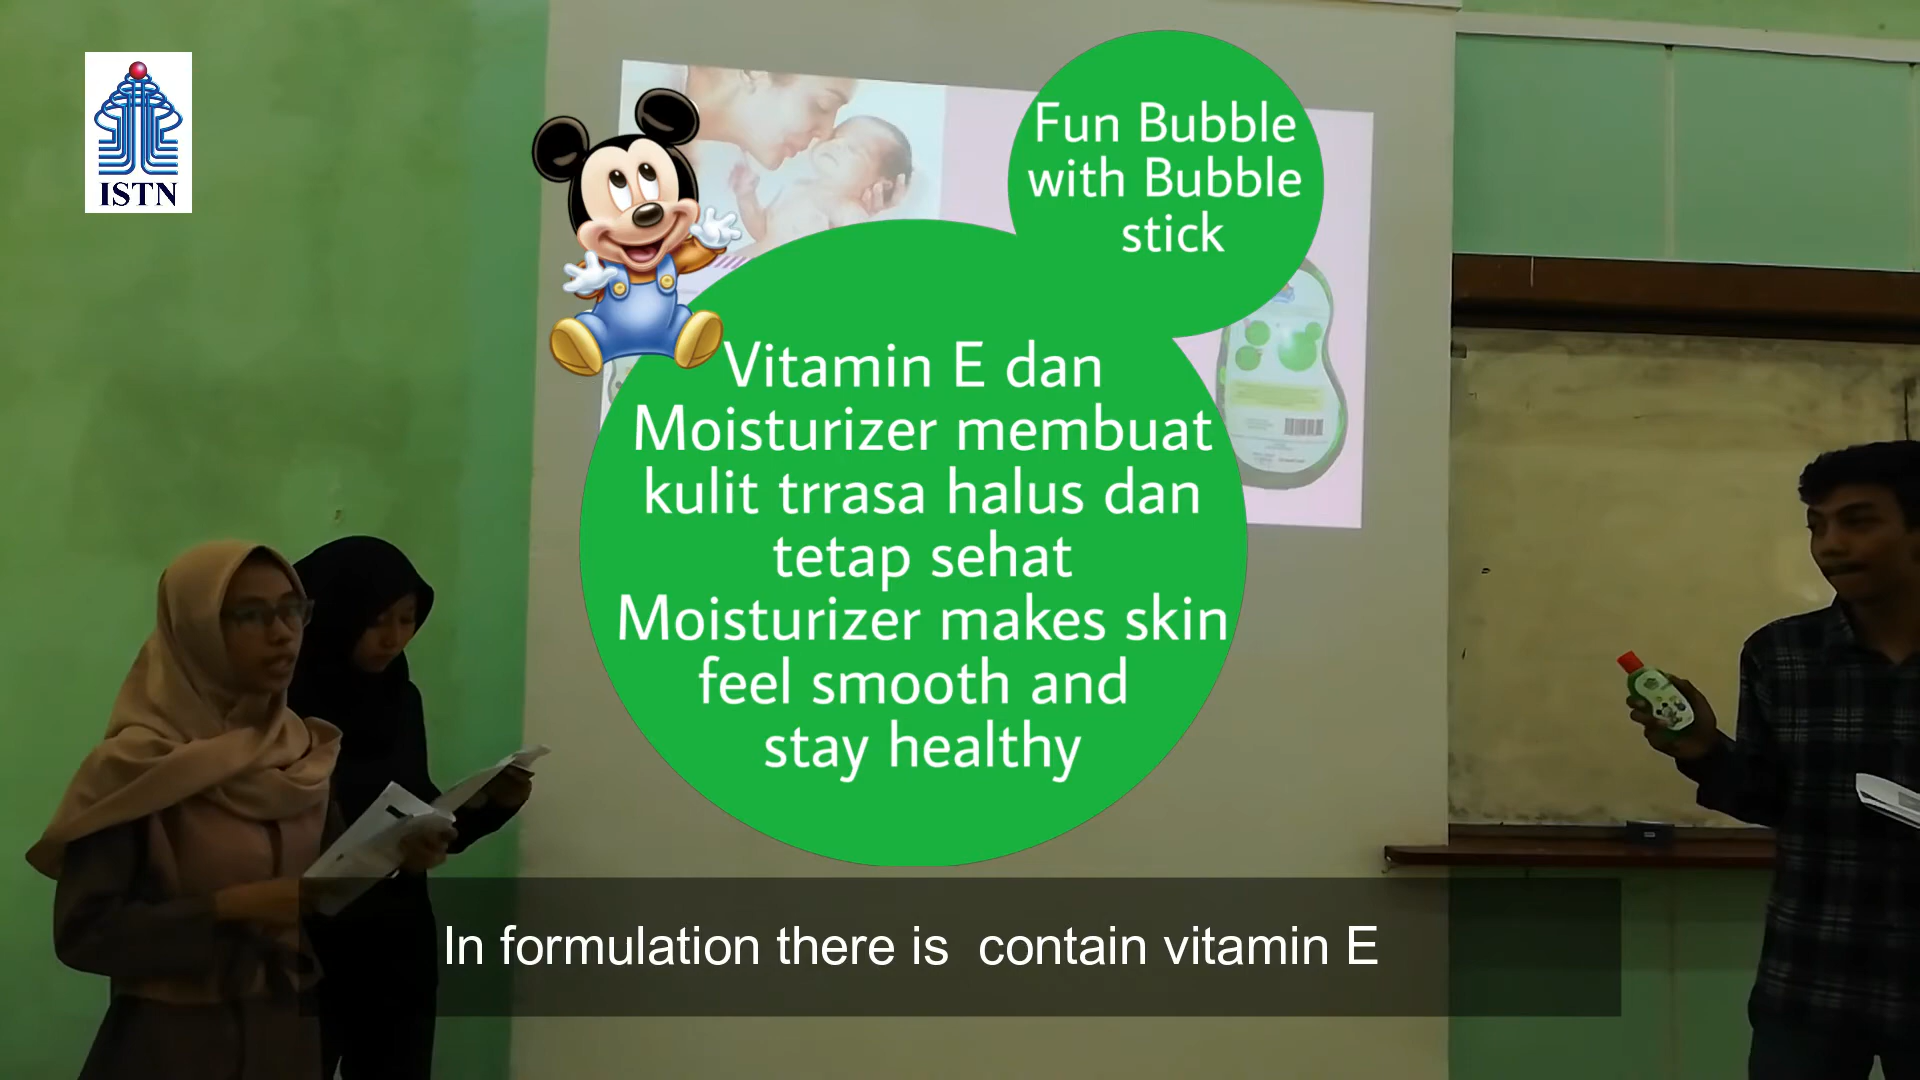 ISTN
Fun Bubble
with Bubble
stick
Vitamin E dan
Moisturizer membuat
kulit trrasa halus dan
tetap sehat
Moisturizer makes skin
feel smooth and
stay healthy
In formulation there is  contain vitamin E